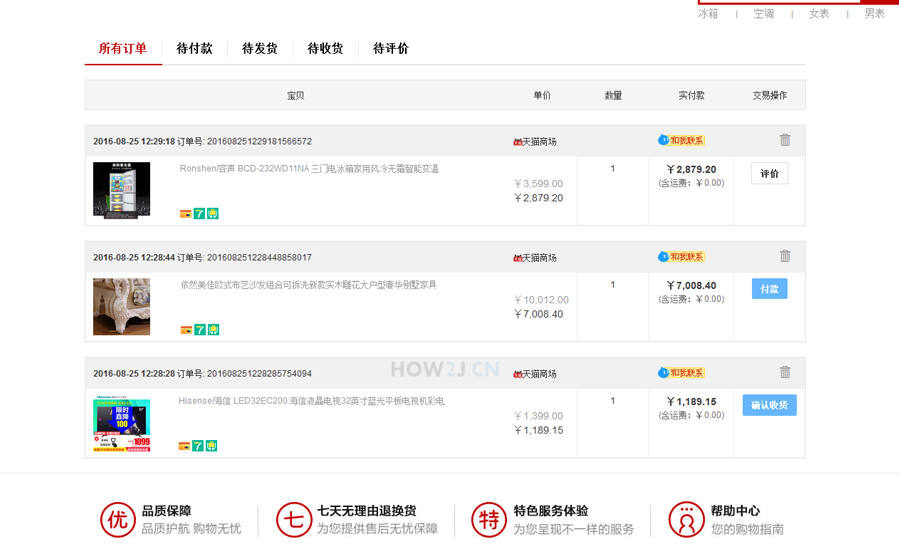 冰箱 | 空调 | 女表 | 男表
所有订单 待付款 待发货 待收货 待评价
宝贝 单价 数量 实付款 交易操作
2016-08-25 12:29:18 订单号: 201608251229181566572 天猫商场 和我联系
Ronshen/容声 BCD-232WD11NA 三门电冰箱家用风冷无霜智能变温 1 ￥2,879.20 评价
￥3,599.00 (含运费：￥0.00)
￥2,879.20
7
2016-08-25 12:28:44 订单号: 201608251228448858017 天猫商场 和我联系
依然美佳欧式布艺沙发组合可拆洗新款实木雕花大户型奢华别墅家具 1 ￥7,008.40 付款
￥10,012.00 (含运费：￥0.00)
￥7,008.40
7
HOW2J.CN
2016-08-25 12:28:28 订单号: 201608251228285754094 天猫商场 和我联系
Hisense/海信 LED32EC200 海信液晶电视32英寸蓝光平板电视机彩电 1 ￥1,189.15 确认收货
Hisense
限时
直降
100
1099
￥1,399.00 (含运费：￥0.00)
￥1,189.15
7
优 品质保障 七 七天无理由退换货 特 特色服务体验 帮助中心
品质护航 购物无忧 为您提供售后无忧保障 为您呈现不一样的服务 您的购物指南